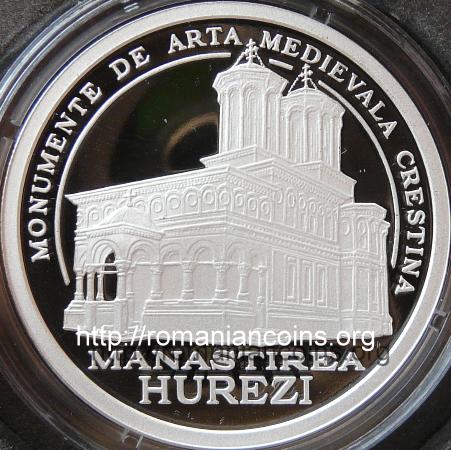 MONUMENTE DE ARTA MEDIEVALA CRESTINA
http://romaniancoins.org
MANASTIREA
HUREZI